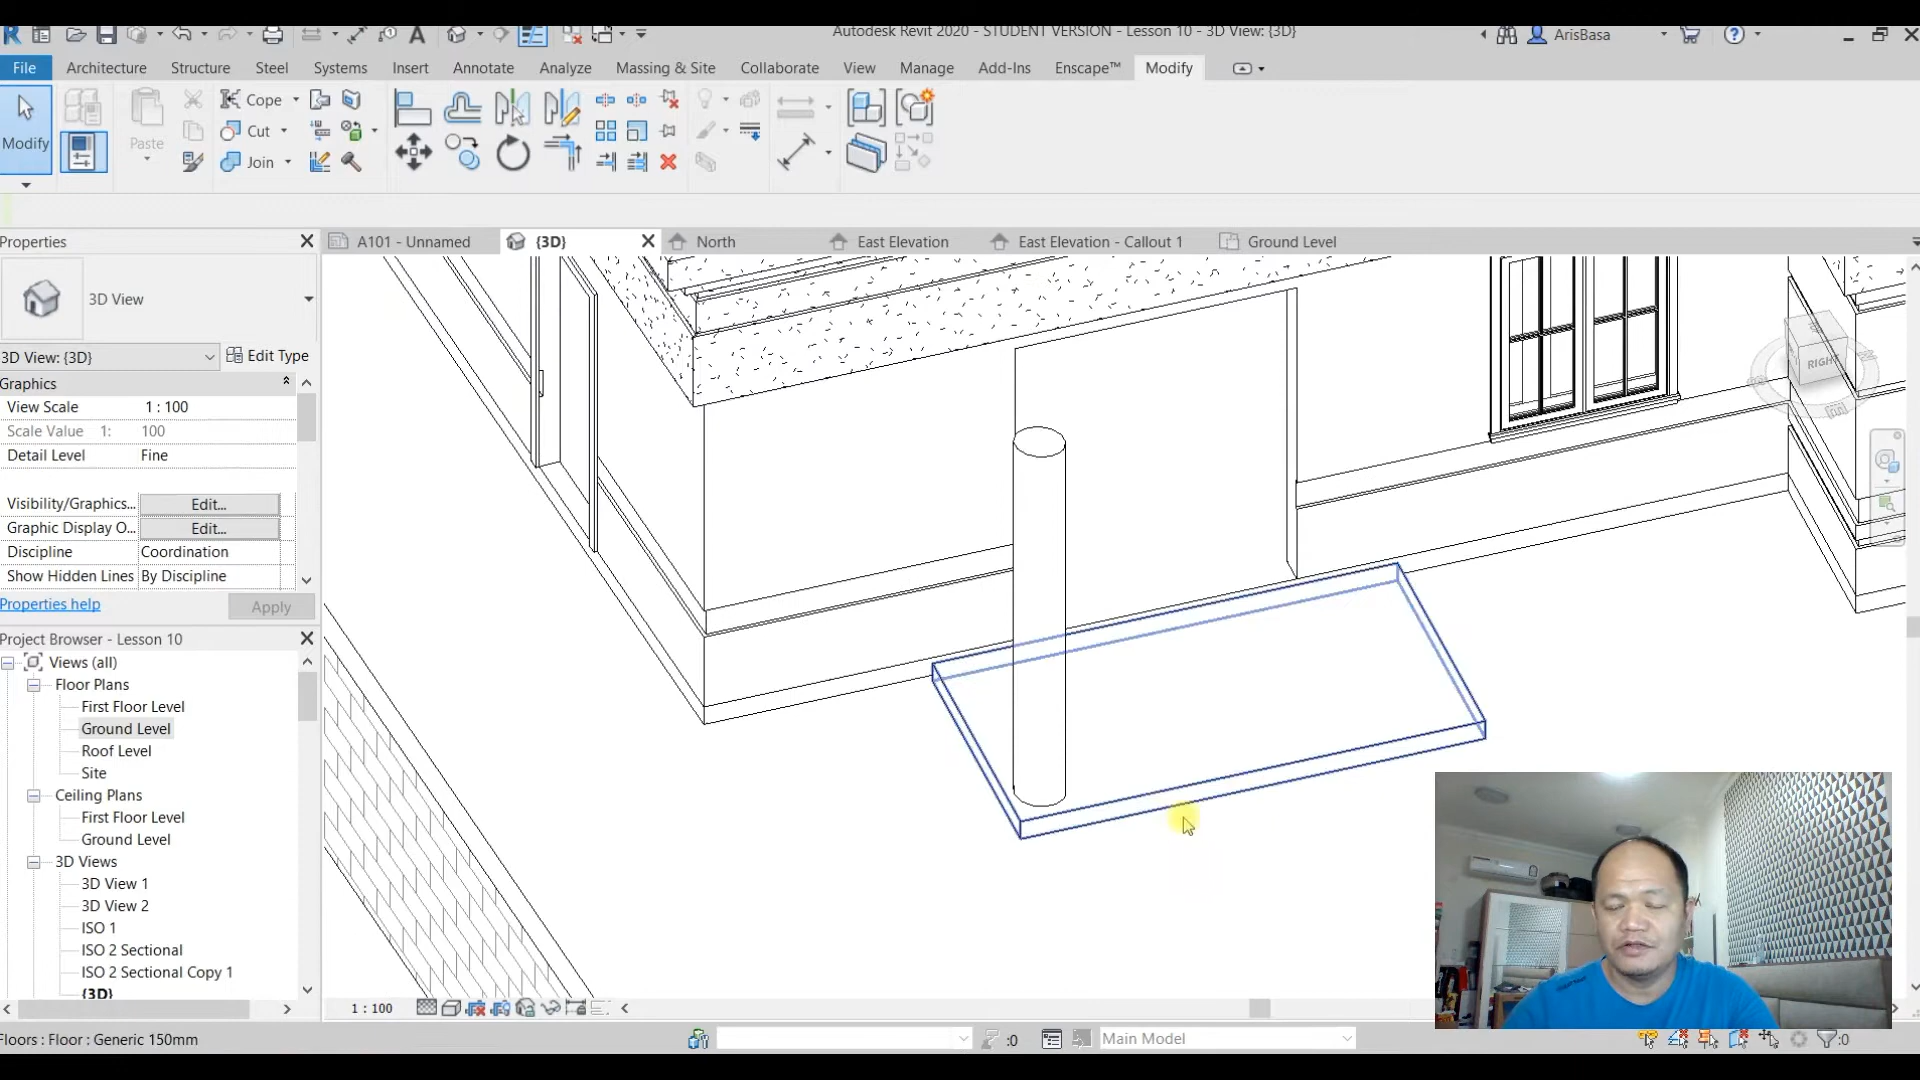 Autodesk Revit 2020 - STUDENT VERSION - Lesson 10 - 3D View: {3D}
ArisBasa
File
Architecture
Structure
Steel
Systems
Insert
Annotate
Analyze
Massing & Site
Collaborate
View
Manage
Add-Ins
Enscape™
Modify
Modify
Paste
Cope
Cut
Join
Properties
A101 - Unnamed
{3D}
North
East Elevation
East Elevation - Callout 1
Ground Level
3D View
3D View: {3D}
Edit Type
Graphics
View Scale 1 : 100
Scale Value 1: 100
Detail Level Fine
Visibility/Graphics... Edit...
Graphic Display O... Edit...
Discipline Coordination
Show Hidden Lines By Discipline
Properties help
Apply
Project Browser - Lesson 10
Views (all)
Floor Plans
First Floor Level
Ground Level
Roof Level
Site
Ceiling Plans
First Floor Level
Ground Level
3D Views
3D View 1
3D View 2
ISO 1
ISO 2 Sectional
ISO 2 Sectional Copy 1
{3D}
RIGHT
1 : 100
Floors : Floor : Generic 150mm
:0
Main Model
:0